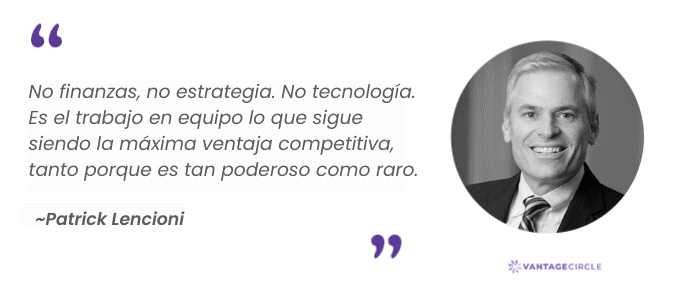 “
No finanzas, no estrategia. No tecnología.
Es el trabajo en equipo lo que sigue
siendo la máxima ventaja competitiva,
tanto porque es tan poderoso como raro.
~Patrick Lencioni
”
VANTAGECIRCLE